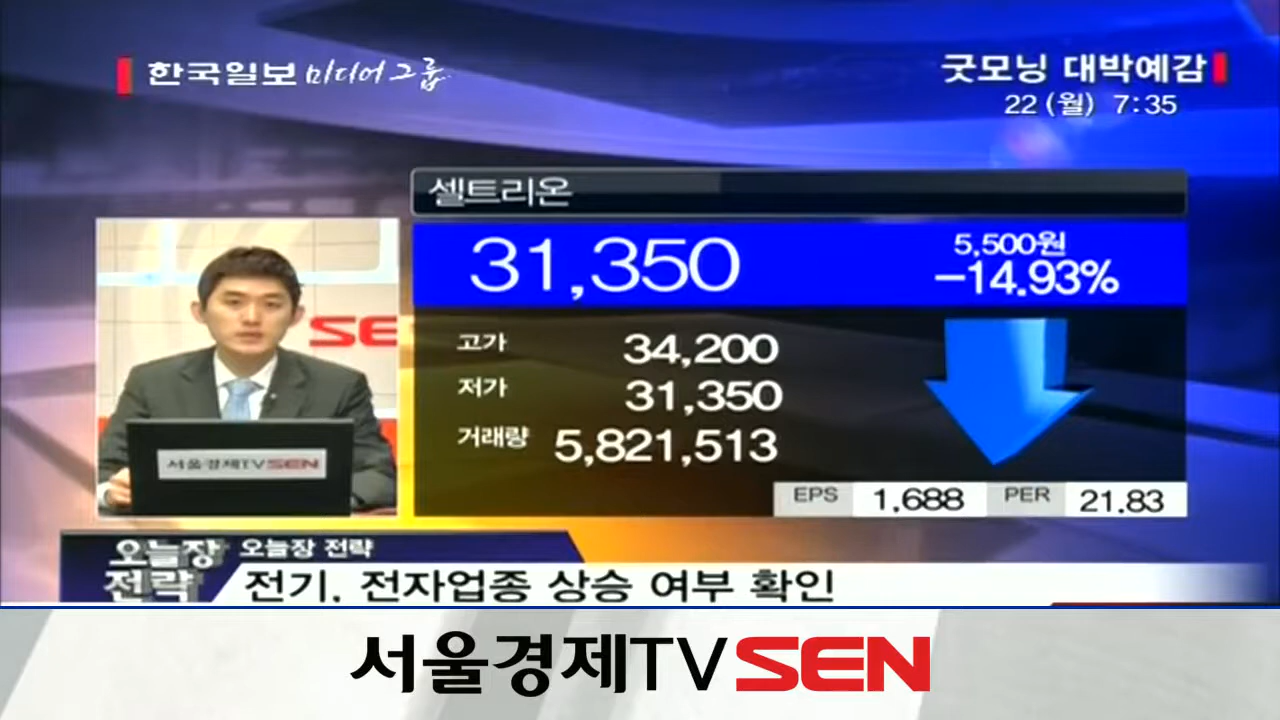 한국일보 미디어그룹
굿모닝 대박예감
22 (월) 7:35
셀트리온
31,350
5,500원
-14.93%
고가 34,200
저가 31,350
거래량 5,821,513
EPS 1,688 PER 21.83
SE
서울경제TV SEN
오늘장
전략
오늘장 전략
전기, 전자업종 상승 여부 확인
서울경제TV SEN